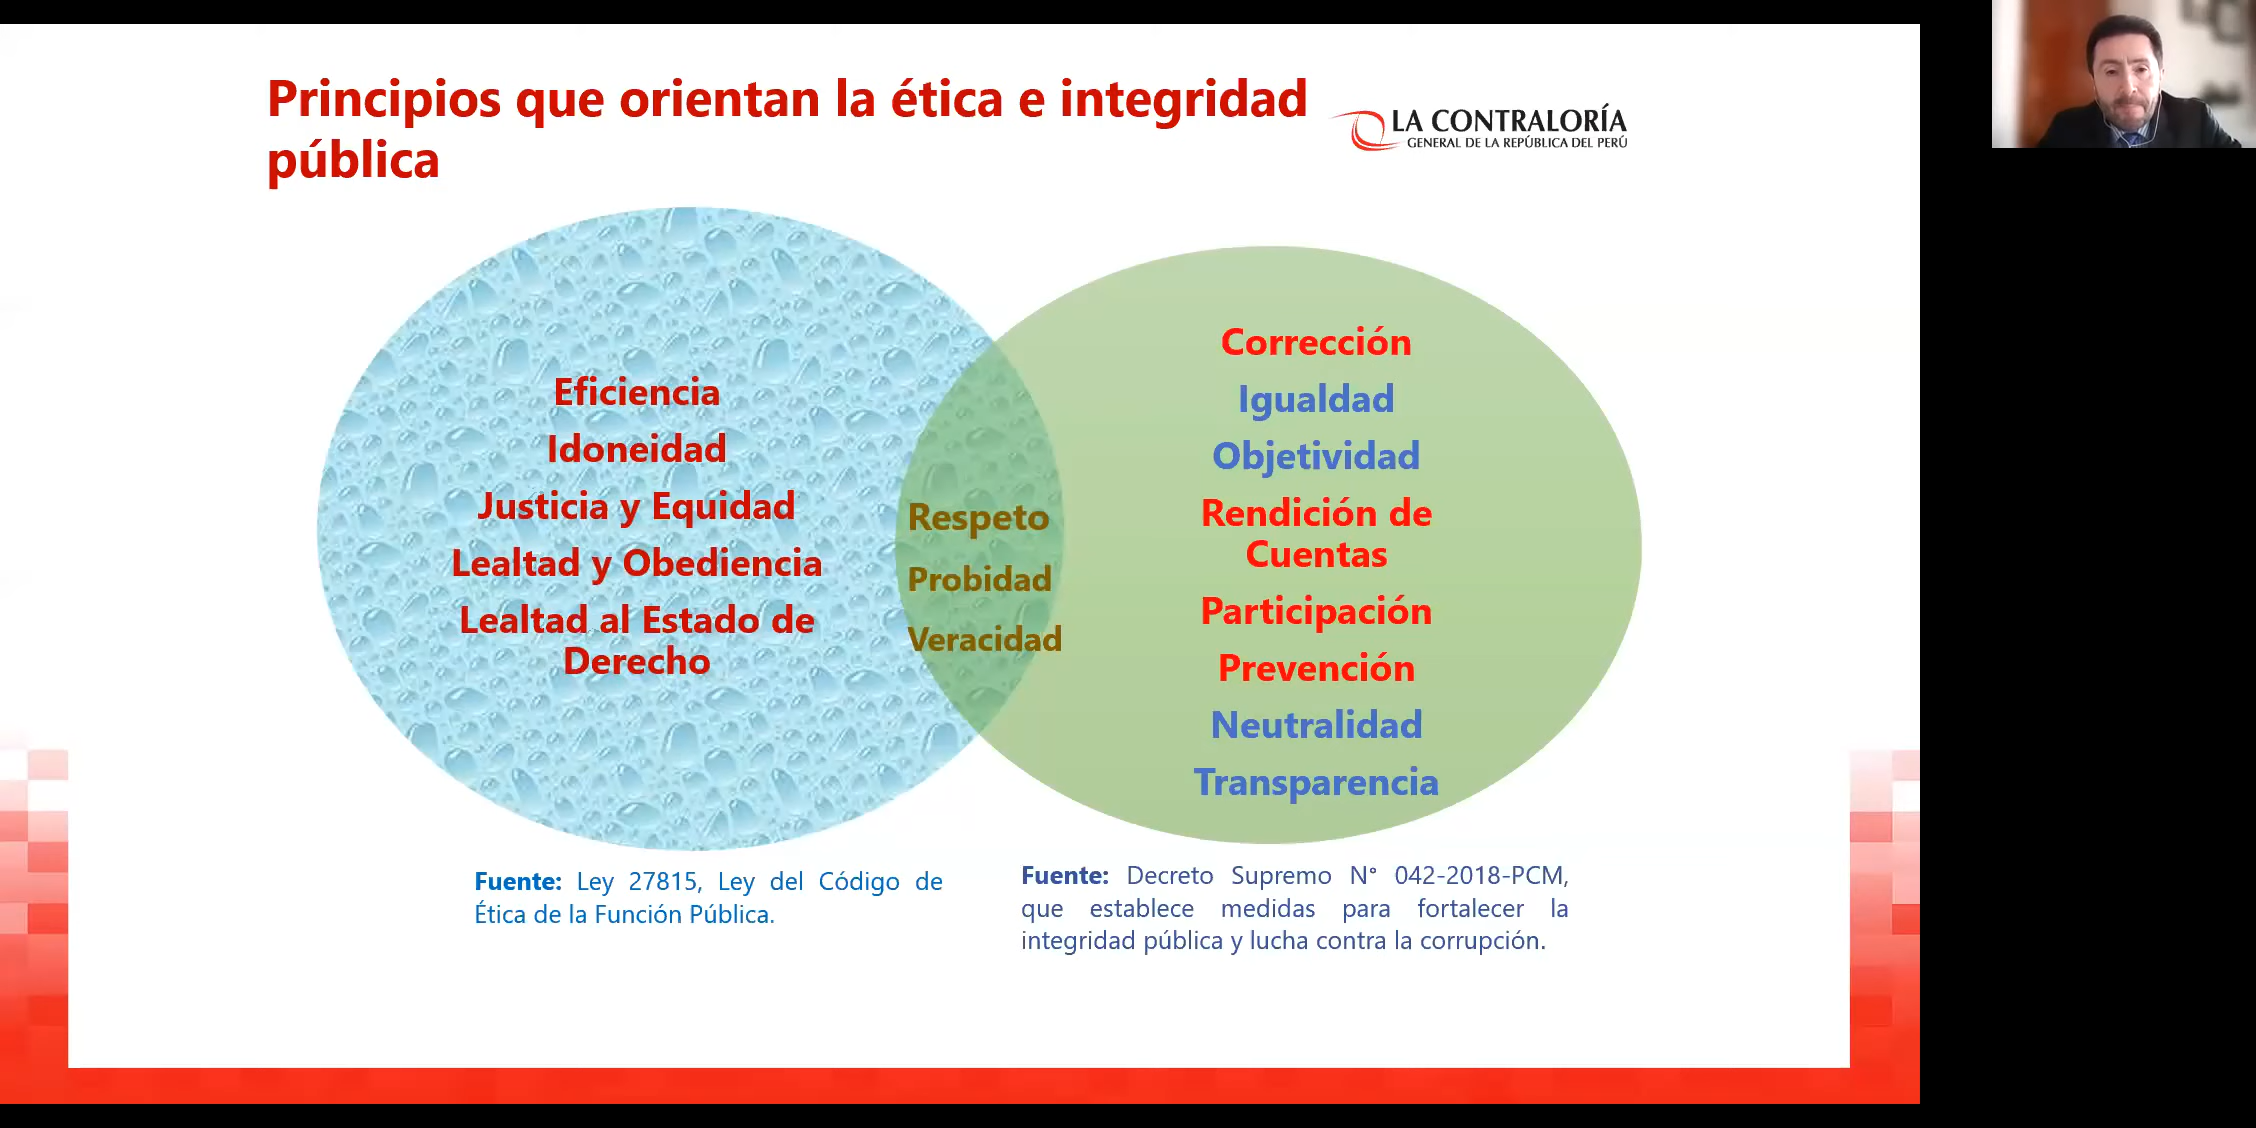 Principios que orientan la ética e integridad
pública
LA CONTRALORÍA
GENERAL DE LA REPÚBLICA DEL PERÚ
Eficiencia
Idoneidad
Justicia y Equidad
Lealtad y Obediencia
Lealtad al Estado de
Derecho
Respeto
Probidad
Veracidad
Corrección
Igualdad
Objetividad
Rendición de
Cuentas
Participación
Prevención
Neutralidad
Transparencia
Fuente: Ley 27815, Ley del Código de
Ética de la Función Pública.
Fuente: Decreto Supremo N° 042-2018-PCM,
que establece medidas para fortalecer la
integridad pública y lucha contra la corrupción.